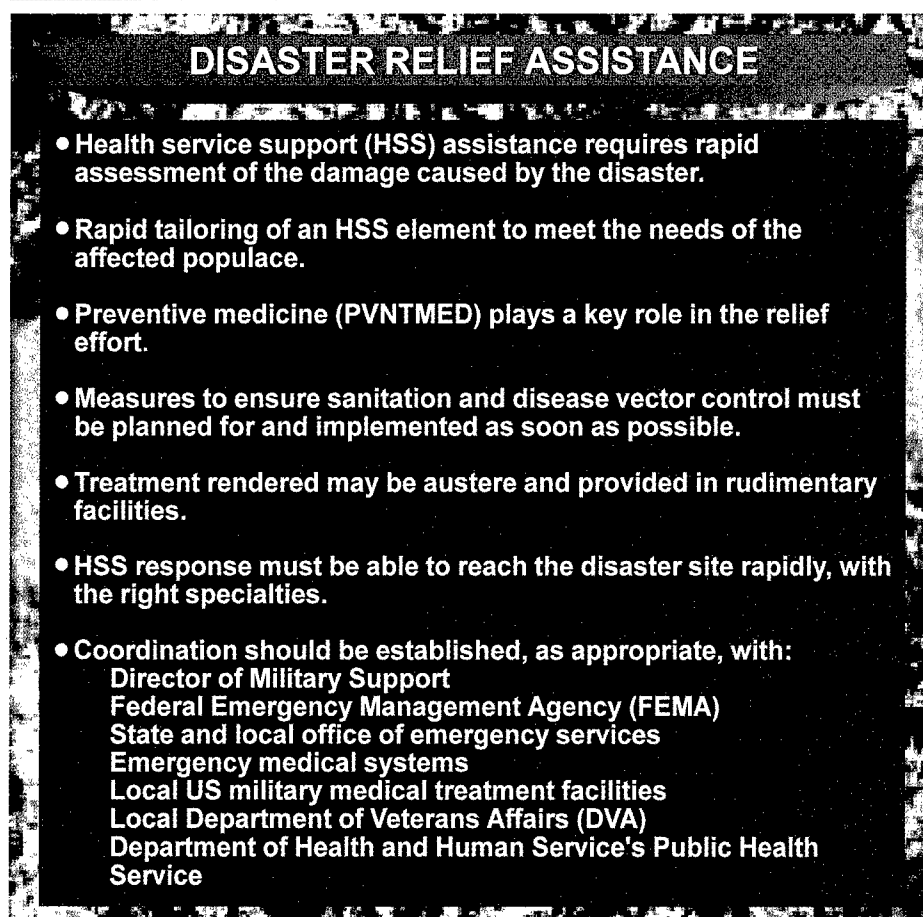 DISASTER RELIEF ASSISTANCE
• Health service support (HSS) assistance requires rapid
assessment of the damage caused by the disaster.
• Rapid tailoring of an HSS element to meet the needs of the
affected populace.
• Preventive medicine (PVNTMED) plays a key role in the relief
effort.
• Measures to ensure sanitation and disease vector control must
be planned for and implemented as soon as possible.
• Treatment rendered may be austere and provided in rudimentary
facilities.
• HSS response must be able to reach the disaster site rapidly, with
the right specialties.
• Coordination should be established, as appropriate, with:
Director of Military Support
Federal Emergency Management Agency (FEMA)
State and local office of emergency services
Emergency medical systems
Local US military medical treatment facilities
Local Department of Veterans Affairs (DVA)
Department of Health and Human Service's Public Health
Service